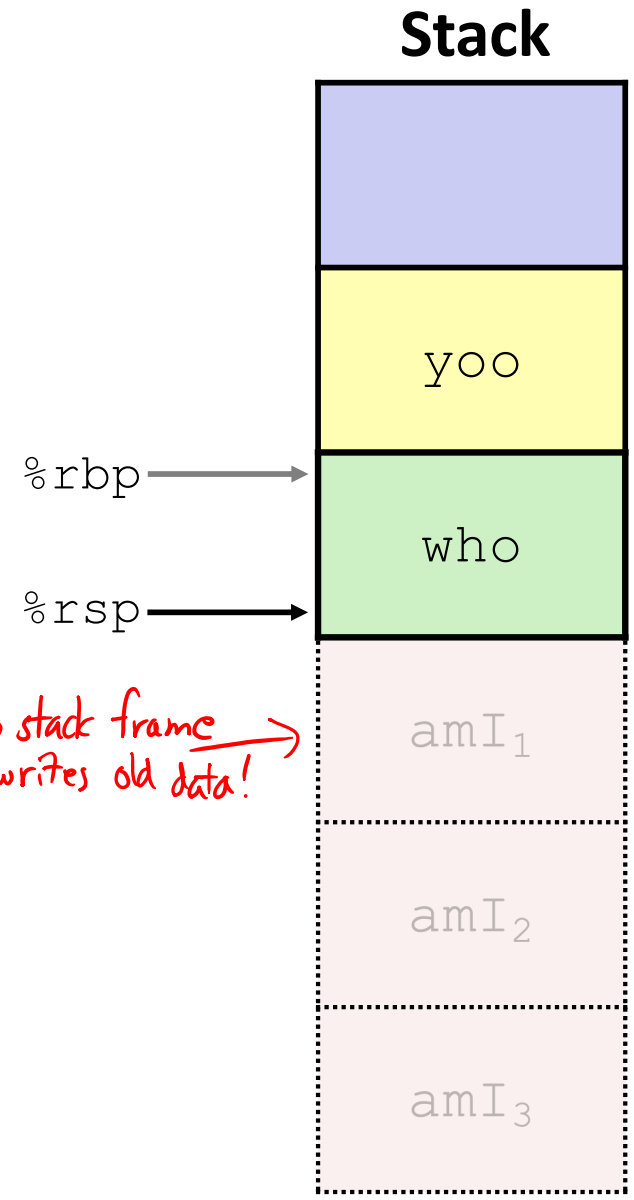 Stack
yoo
%rbp
who
%rsp
stack frame
amI₁
writes old data!
amI₂
amI₃